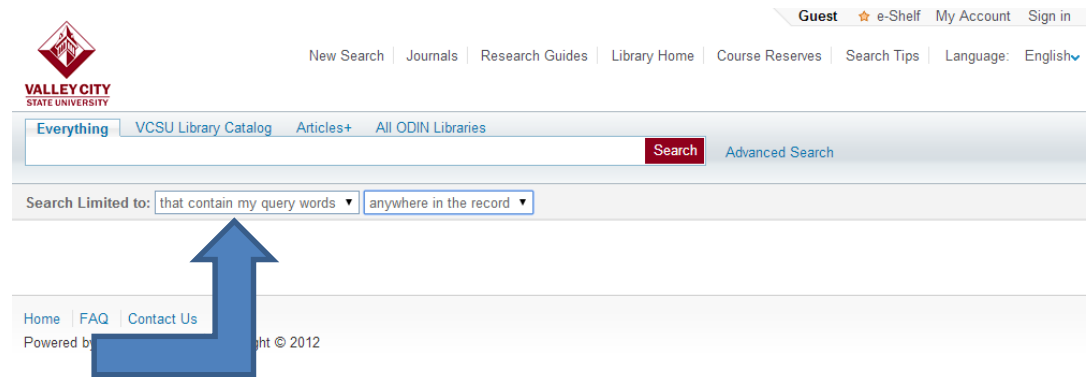 Guest e-Shelf My Account Sign in
New Search Journals Research Guides Library Home Course Reserves Search Tips Language: English
VALLEY CITY
STATE UNIVERSITY
Everything VCSU Library Catalog Articles+ All ODIN Libraries
Search Advanced Search
Search Limited to: that contain my query words anywhere in the record
Home FAQ Contact Us
Powered © 2012